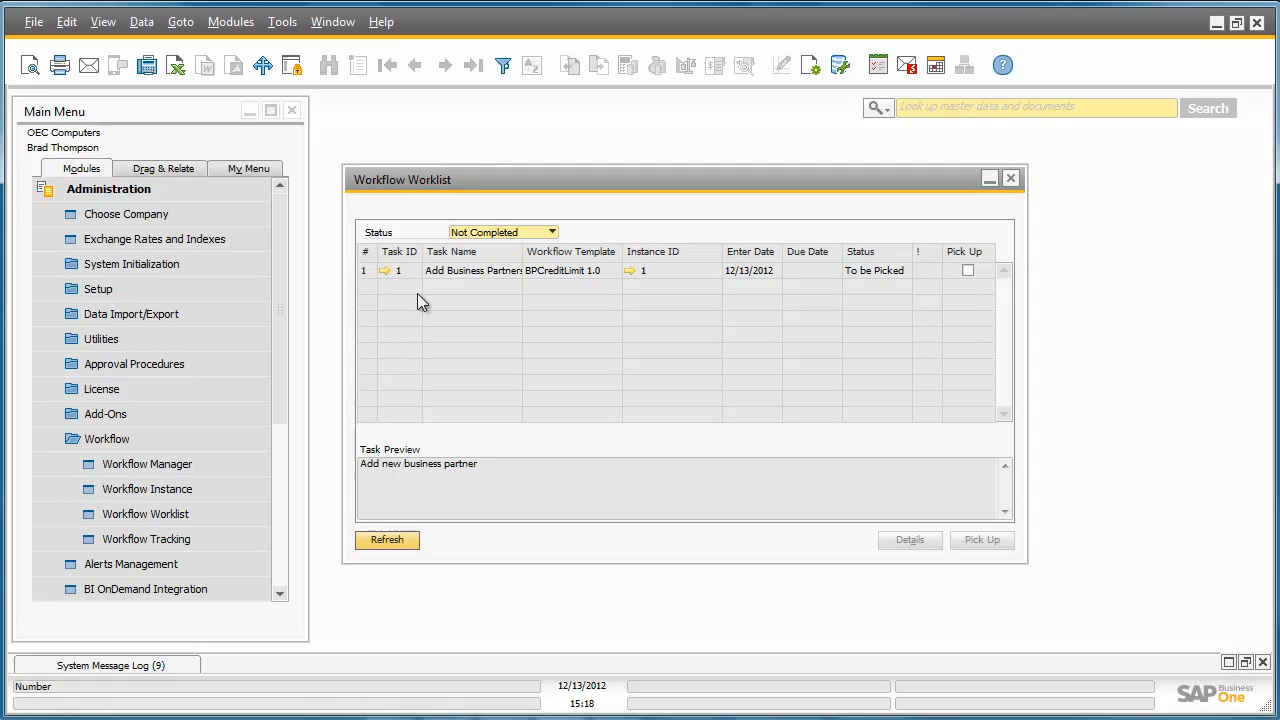 File Edit View Data Goto Modules Tools Window Help
Look up master data and documents Search
Main Menu
OEC Computers
Brad Thompson
Modules Drag & Relate My Menu
Administration
Choose Company
Exchange Rates and Indexes
System Initialization
Setup
Data Import/Export
Utilities
Approval Procedures
License
Add-Ons
Workflow
Workflow Manager
Workflow Instance
Workflow Worklist
Workflow Tracking
Alerts Management
BI OnDemand Integration
Workflow Worklist
Status Not Completed
# Task ID Task Name Workflow Template Instance ID Enter Date Due Date Status ! Pick Up
1 1 Add Business Partners BPCreditLimit 1.0 1 12/13/2012 To be Picked
Task Preview
Add new business partner
Refresh Details Pick Up
System Message Log (9)
Number 12/13/2012
15:18
SAP Business One